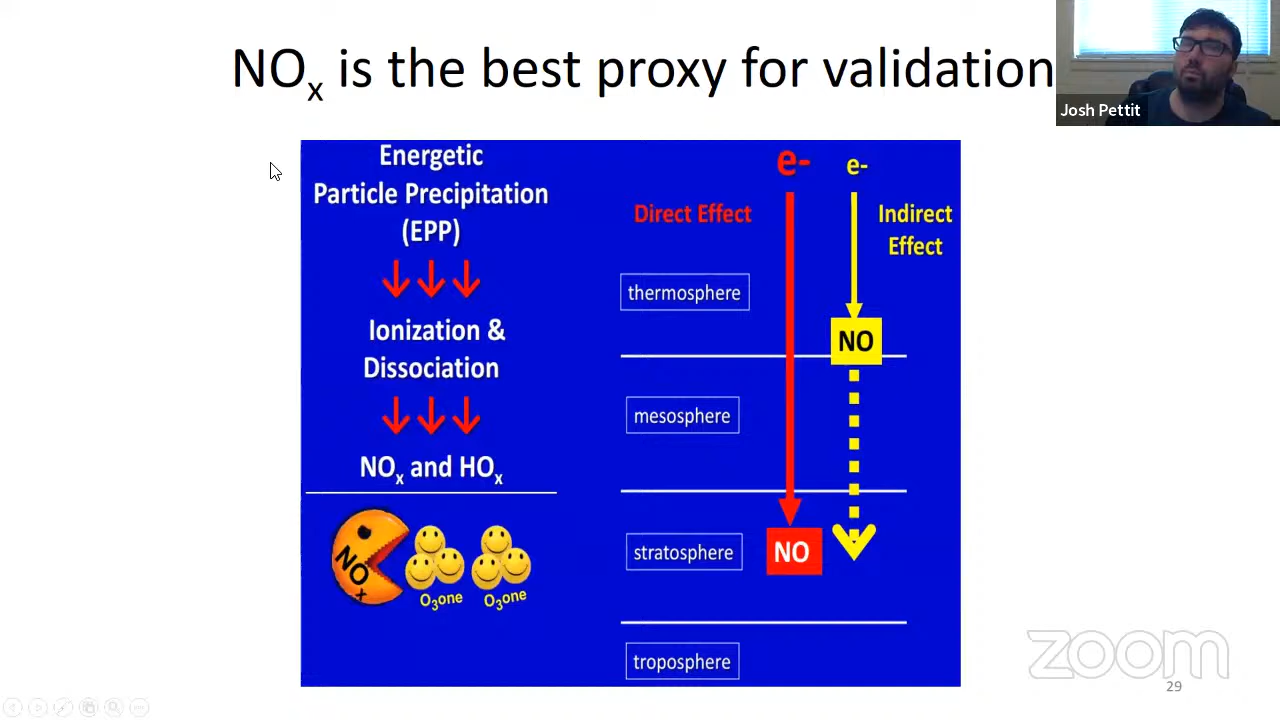 NOx is the best proxy for validation
Josh Pettit
Energetic
Particle Precipitation
(EPP)
Ionization &
Dissociation
NOx and HOx
NOx
O3one
O3one
e-
e-
Direct Effect
Indirect
Effect
thermosphere
NO
mesosphere
stratosphere
NO
troposphere
zoom
29